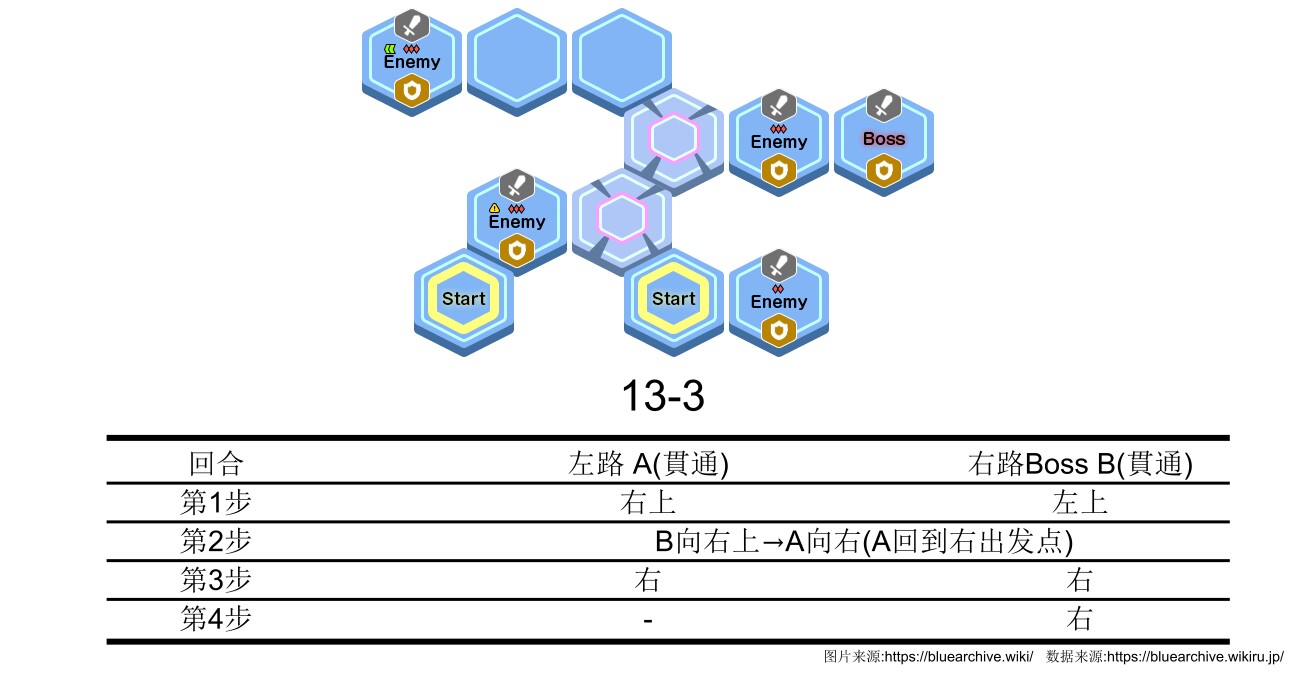 Enemy
Enemy
Boss
Enemy
Start
Start
Enemy
13-3
回合 左路 A(貫通) 右路Boss B(貫通)
第1步 右上 左上
第2步 B向右上→A向右(A回到右出发点)
第3步 右 右
第4步 - 右
图片来源:https://bluearchive.wiki/ 数据来源:https://bluearchive.wikiru.jp/